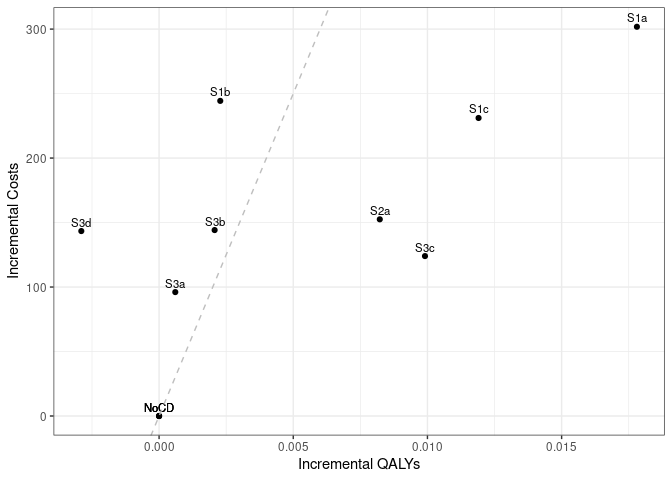 S1a
300
S1b
S1c
Incremental Costs
200
S2a
S3d
S3b
S3c
S3a
100
NoCD
0
0.000
0.005
0.010
0.015
Incremental QALYs